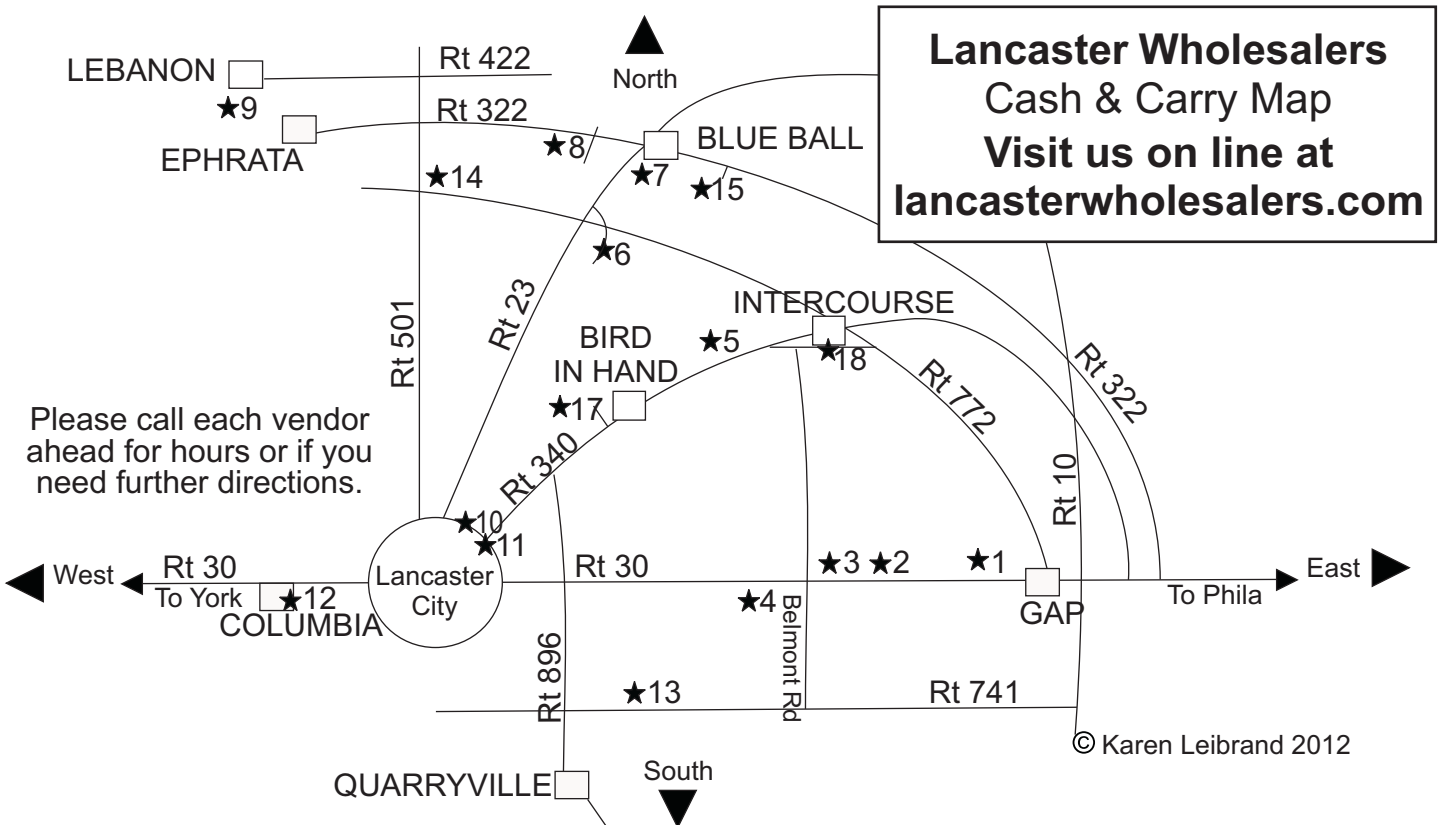 Lancaster Wholesalers
Cash & Carry Map
Visit us on line at
lancasterwholesalers.com
North
LEBANON
Rt 422
9
Rt 322
EPHRATA
8
BLUE BALL
7
14
15
6
Rt 23
INTERCOURSE
Rt 501
BIRD
IN HAND
5
18
Rt 322
Rt 772
17
Please call each vendor
ahead for hours or if you
need further directions.
Rt 340
Rt 10
10
11
West
Rt 30
To York
12
COLUMBIA
Lancaster
City
Rt 30
3
2
1
4
Belmont Rd
GAP
To Phila
East
Rt 896
13
Rt 741
© Karen Leibrand 2012
QUARRYVILLE
South